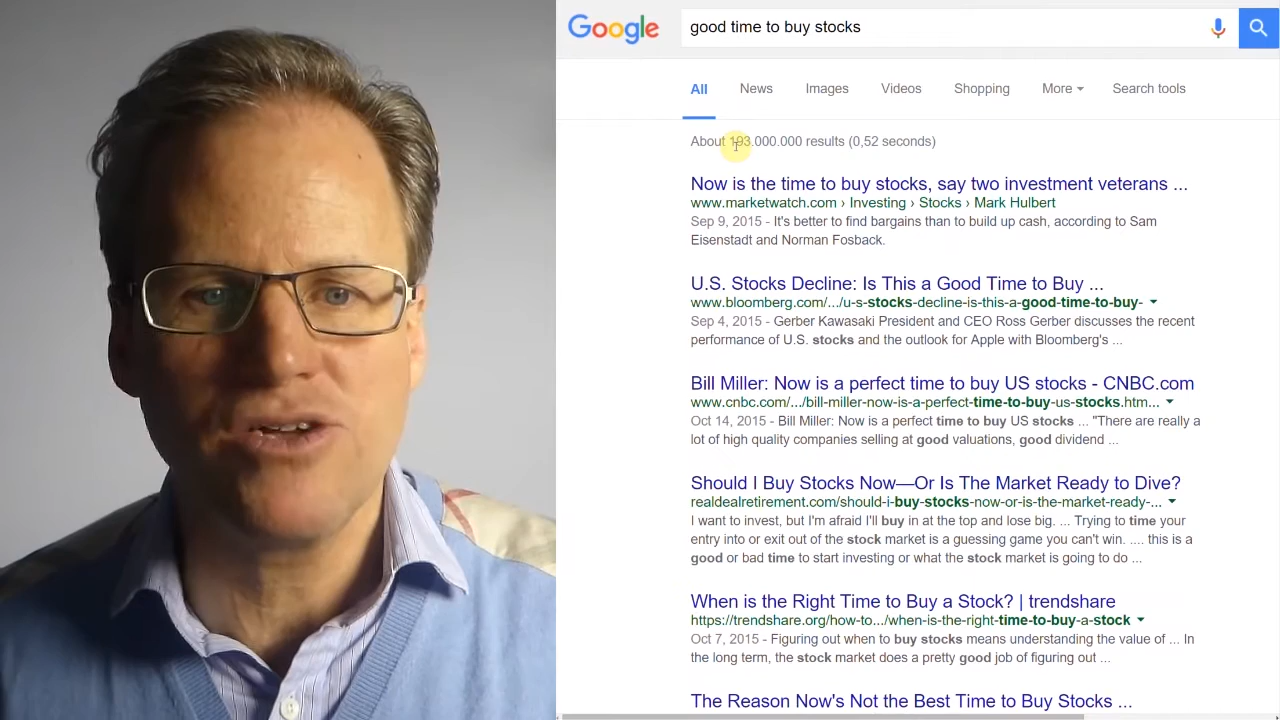 Google
good time to buy stocks
All News Images Videos Shopping More Search tools
About 193.000.000 results (0,52 seconds)
Now is the time to buy stocks, say two investment veterans ...
www.marketwatch.com › Investing › Stocks › Mark Hulbert
Sep 9, 2015 - It's better to find bargains than to build up cash, according to Sam
Eisenstadt and Norman Fosback.
U.S. Stocks Decline: Is This a Good Time to Buy ...
www.bloomberg.com/.../u-s-stocks-decline-is-this-a-good-time-to-buy-
Sep 4, 2015 - Gerber Kawasaki President and CEO Ross Gerber discusses the recent
performance of U.S. stocks and the outlook for Apple with Bloomberg's ...
Bill Miller: Now is a perfect time to buy US stocks - CNBC.com
www.cnbc.com/.../bill-miller-now-is-a-perfect-time-to-buy-us-stocks.htm...
Oct 14, 2015 - Bill Miller: Now is a perfect time to buy US stocks ... "There are really a
lot of high quality companies selling at good valuations, good dividend ...
Should I Buy Stocks Now—Or Is The Market Ready to Dive?
realdealretirement.com/should-i-buy-stocks-now-or-is-the-market-ready-...
I want to invest, but I'm afraid I'll buy in at the top and lose big. ... Trying to time your
entry into or exit out of the stock market is a guessing game you can't win. .... this is a
good or bad time to start investing or what the stock market is going to do ...
When is the Right Time to Buy a Stock? | trendshare
https://trendshare.org/how-to.../when-is-the-right-time-to-buy-a-stock
Oct 7, 2015 - Figuring out when to buy stocks means understanding the value of ... In
the long term, the stock market does a pretty good job of figuring out ...
The Reason Now's Not the Best Time to Buy Stocks ...